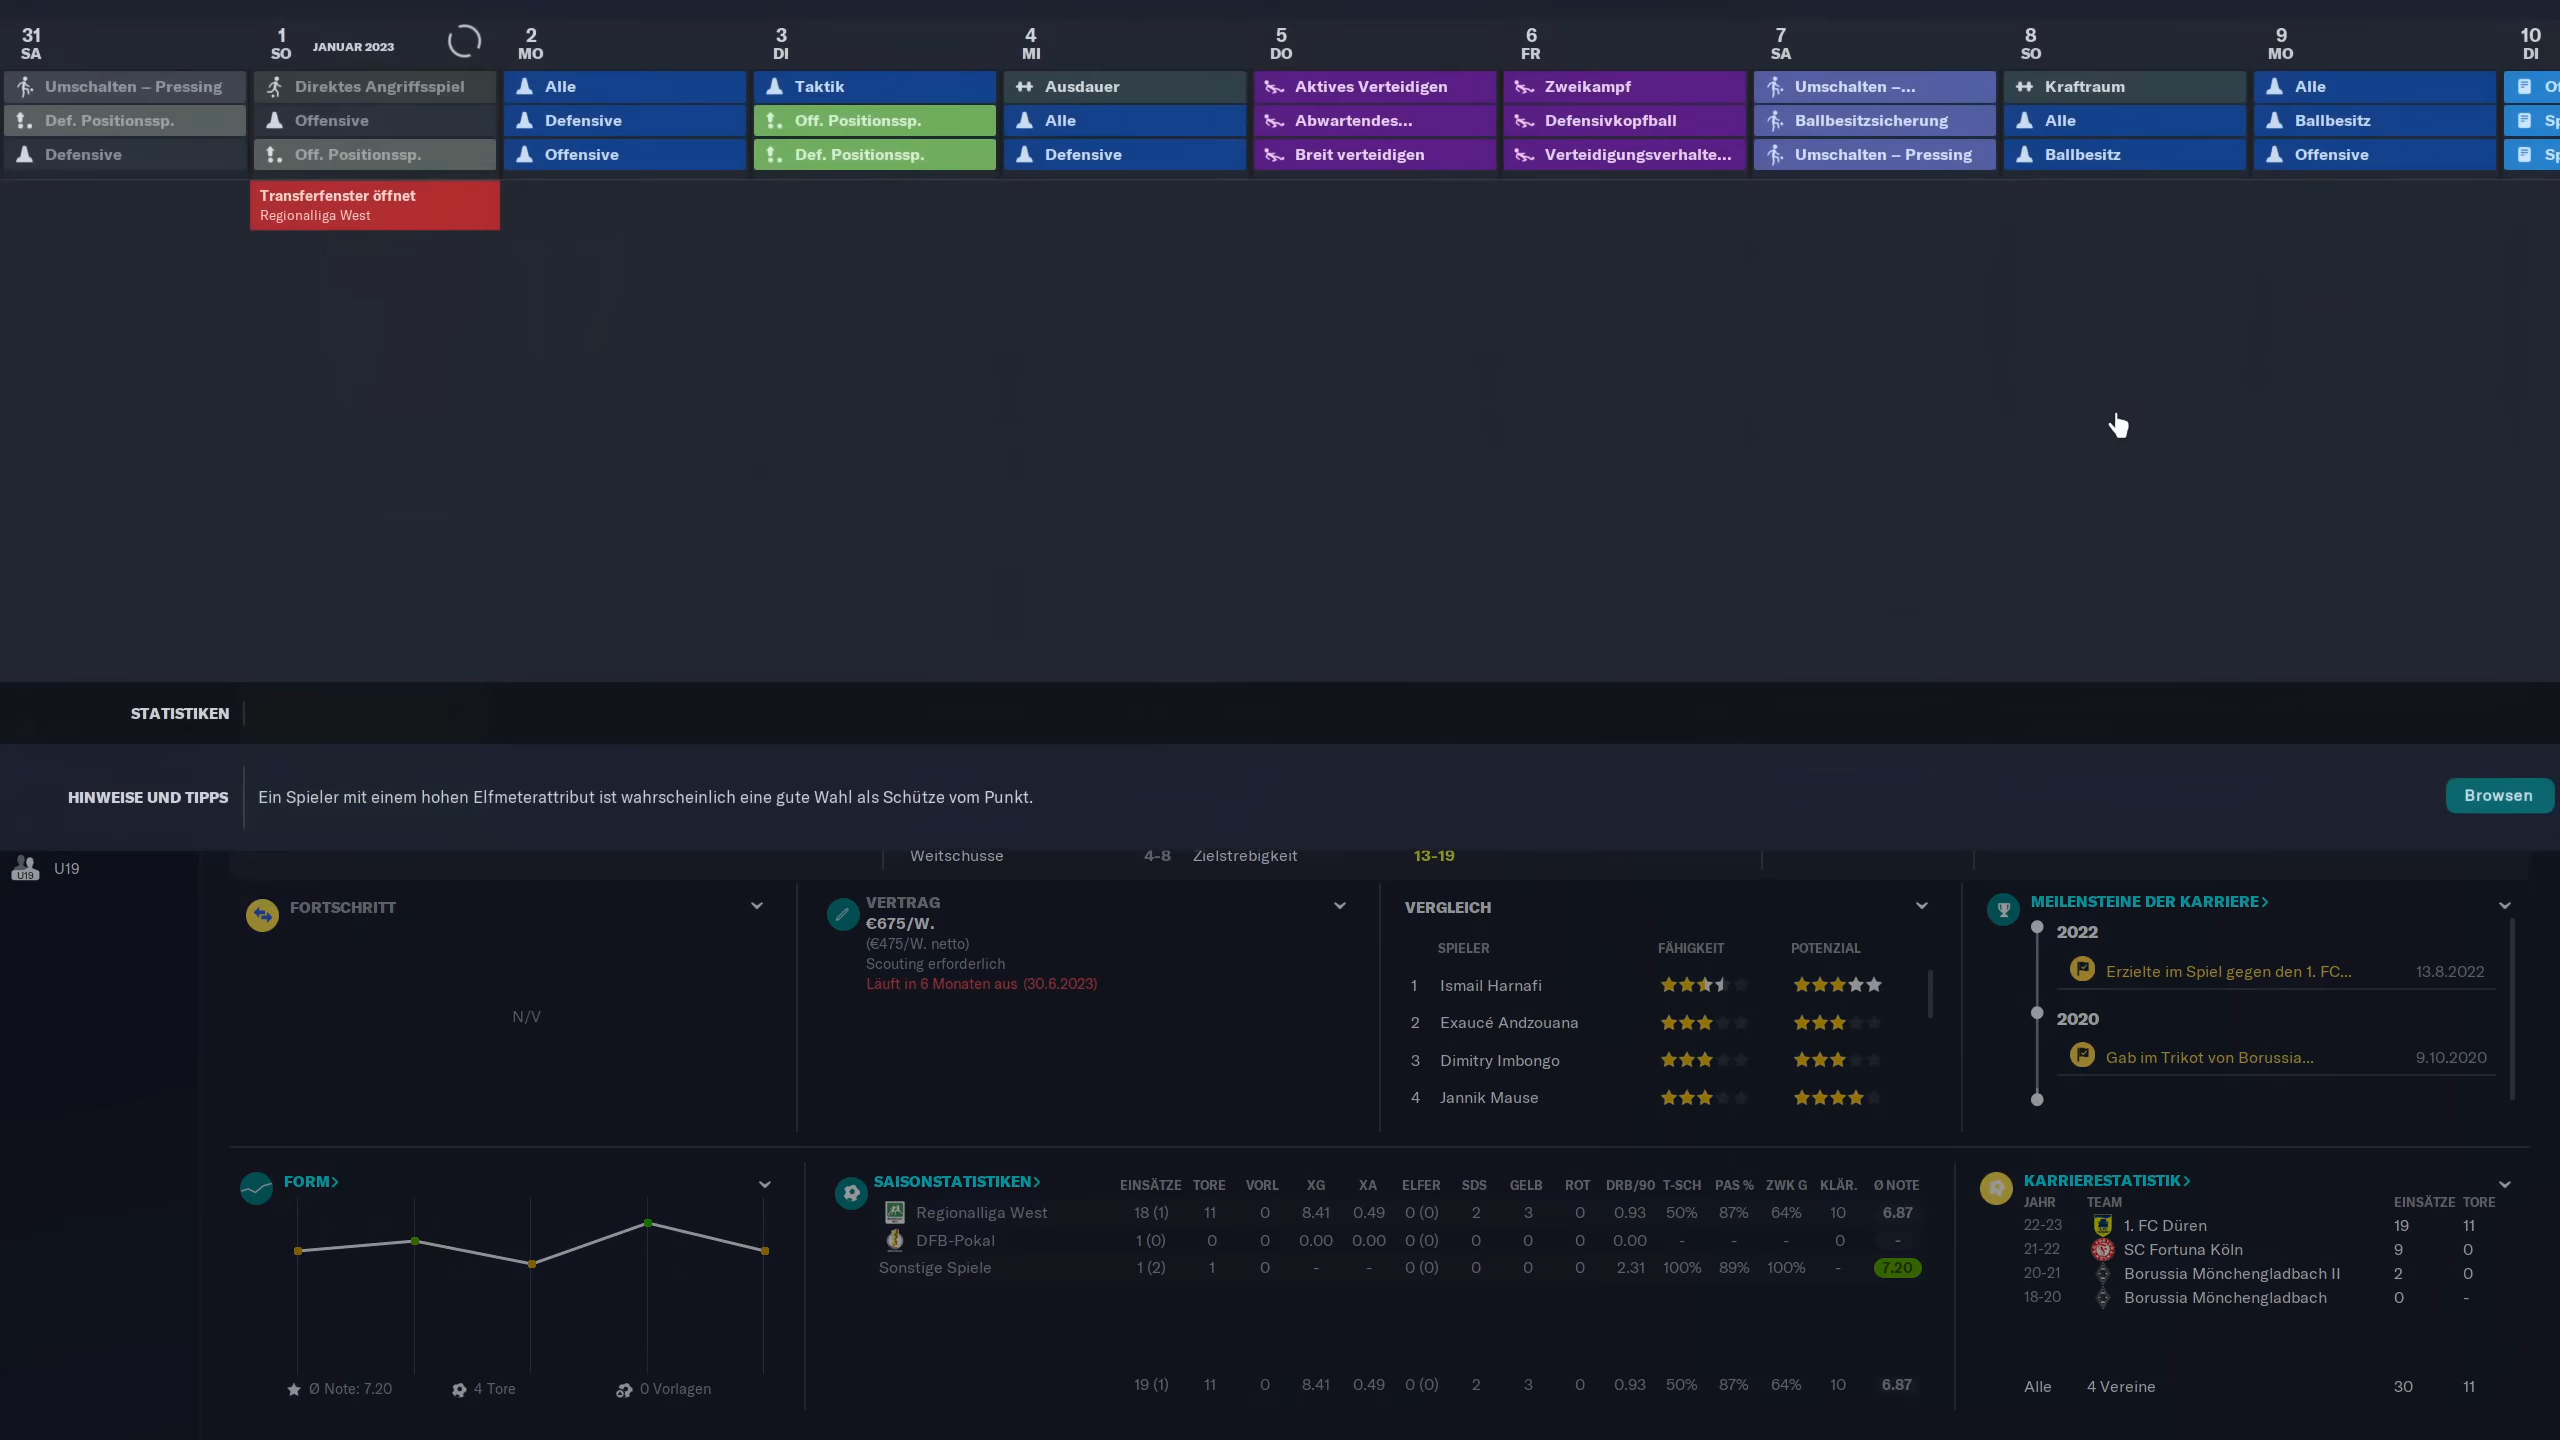 31 1 JANUAR 2023 2 3 4 5 6 7 8 9 10
SA SO MO DI MI DO FR SA SO MO DI
Umschalten – Pressing Direktes Angriffsspiel Alle Taktik Ausdauer Aktives Verteidigen Zweikampf Umschalten –... Kraftraum Alle
Def. Positionssp. Offensive Defensive Off. Positionssp. Alle Abwartendes... Defensivkopfball Ballbesitzsicherung Alle Ballbesitz
Defensive Off. Positionssp. Offensive Def. Positionssp. Defensive Breit verteidigen Verteidigungsverhalte... Umschalten – Pressing Ballbesitz Offensive
Transferfenster öffnet
Regionalliga West
STATISTIKEN
HINWEISE UND TIPPS Ein Spieler mit einem hohen Elfmeterattribut ist wahrscheinlich eine gute Wahl als Schütze vom Punkt. Browsen
U19 U19 Weitschüsse 4-8 Zielstrebigkeit 13-19
FORTSCHRITT
N/V
VERTRAG
€675/W.
(€475/W. netto)
Scouting erforderlich
Läuft in 6 Monaten aus (30.6.2023)
VERGLEICH
SPIELER FÄHIGKEIT POTENZIAL
1 Ismail Harnafi
2 Exaucé Andzouana
3 Dimitry Imbongo
4 Jannik Mause
MEILENSTEINE DER KARRIERE>
2022
Erzielte im Spiel gegen den 1. FC... 13.8.2022
2020
Gab im Trikot von Borussia... 9.10.2020
FORM>
Ø Note: 7.20 4 Tore 0 Vorlagen
SAISONSTATISTIKEN> EINSÄTZE TORE VORL XG XA ELFER SDS GELB ROT DRB/90 T-SCH PAS % ZWK G KLÄR. Ø NOTE
Regionalliga West 18 (1) 11 0 8.41 0.49 0 (0) 2 3 0 0.93 50% 87% 64% 10 6.87
DFB-Pokal 1 (0) 0 0 0.00 0.00 0 (0) 0 0 0 0.00 - - - 0 -
Sonstige Spiele 1 (2) 1 0 - - 0 (0) 0 0 0 2.31 100% 89% 100% - 7.20
19 (1) 11 0 8.41 0.49 0 (0) 2 3 0 0.93 50% 87% 64% 10 6.87
KARRIERESTATISTIK>
JAHR TEAM EINSÄTZE TORE
22-23 1. FC Düren 19 11
21-22 SC Fortuna Köln 9 0
20-21 Borussia Mönchengladbach II 2 0
18-20 Borussia Mönchengladbach 0 -
Alle 4 Vereine 30 11